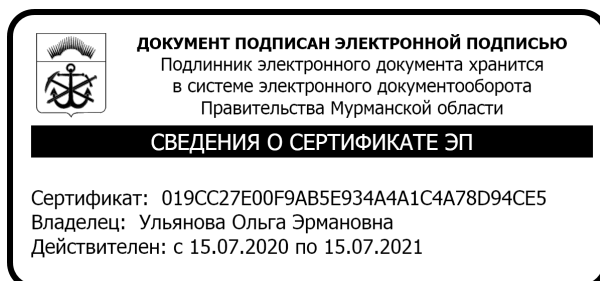 ДОКУМЕНТ ПОДПИСАН ЭЛЕКТРОННОЙ ПОДПИСЬЮ
Подлинник электронного документа хранится
в системе электронного документооборота
Правительства Мурманской области
СВЕДЕНИЯ О СЕРТИФИКАТЕ ЭП
Сертификат: 019CC27E00F9AB5E934A4A1C4A78D94CE5
Владелец: Ульянова Ольга Эрмановна
Действителен: с 15.07.2020 по 15.07.2021